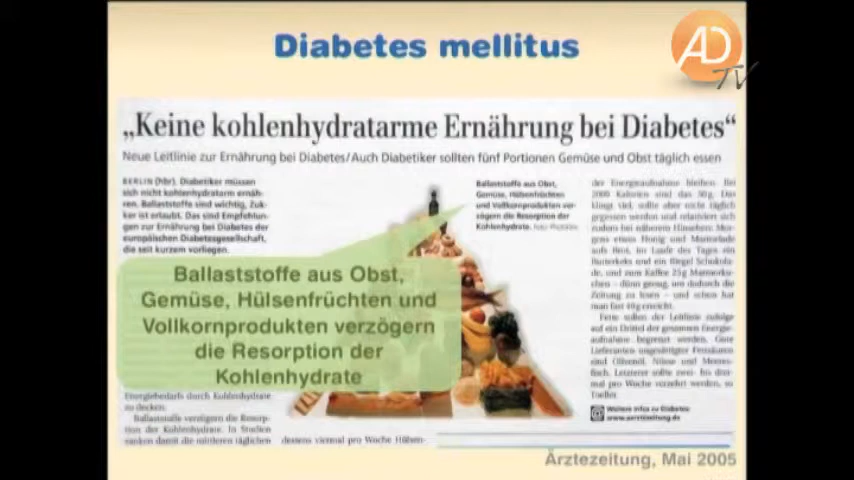 Diabetes mellitus
AD
TV
„Keine kohlenhydratarme Ernährung bei Diabetes“
Neue Leitlinie zur Ernährung bei Diabetes/Auch Diabetiker sollten fünf Portionen Gemüse und Obst täglich essen
BERLIN (hbr). Diabetiker müssen
sich nicht kohlenhydratarm ernäh-
ren. Ballaststoffe sind wichtig, Zuk-
ker ist erlaubt. Das sind Empfehlun-
gen zur Ernährung bei Diabetes der
europäischen Diabetesgesellschaft,
die seit kurzem vorliegen.
Ballaststoffe aus Obst,
Gemüse, Hülsenfrüchten und
Vollkornprodukten verzögern
die Resorption der
Kohlenhydrate
Energiebedarfs durch Kohlenhydrate
zu decken.
Ballaststoffe verzögern die Resorp-
tion der Kohlenhydrate. In Studien
sanken damit die mittleren täglichen
dessens viermal pro Woche Hülsen-
Ballaststoffe aus Obst,
Gemüse, Hülsenfrüchten
und Vollkornprodukten ver-
zögern die Resorption der
Kohlenhydrate.
der Energieaufnahme bleiben. Bei
2000 Kalorien sind das 50 g. Das
klingt viel, sollte aber nicht täglich
gegessen werden und relativiert sich
zudem bei näherem Hinsehen: Mor-
gens etwas Honig und Marmelade
aufs Brot, im Laufe des Tages ein
Butterkeks und ein Riegel Schokola-
de, und zum Kaffee 25 g Marmorku-
chen – dünn genug, um dadurch die
Zeitung zu lesen – und schon hat
man fast 40 g erreicht.
Fette sollten der Leitlinie zufolge
auf ein Drittel der gesamten Energie-
aufnahme begrenzt werden. Gute
Lieferanten ungesättigter Fettsäuren
sind Olivenöl, Nüsse und Meeres-
fisch. Letzterer sollte zwei- bis drei-
mal pro Woche verzehrt werden, so
Toeller.
Weitere Infos zu Diabetes:
www.aerztezeitung.de
Ärztezeitung, Mai 2005